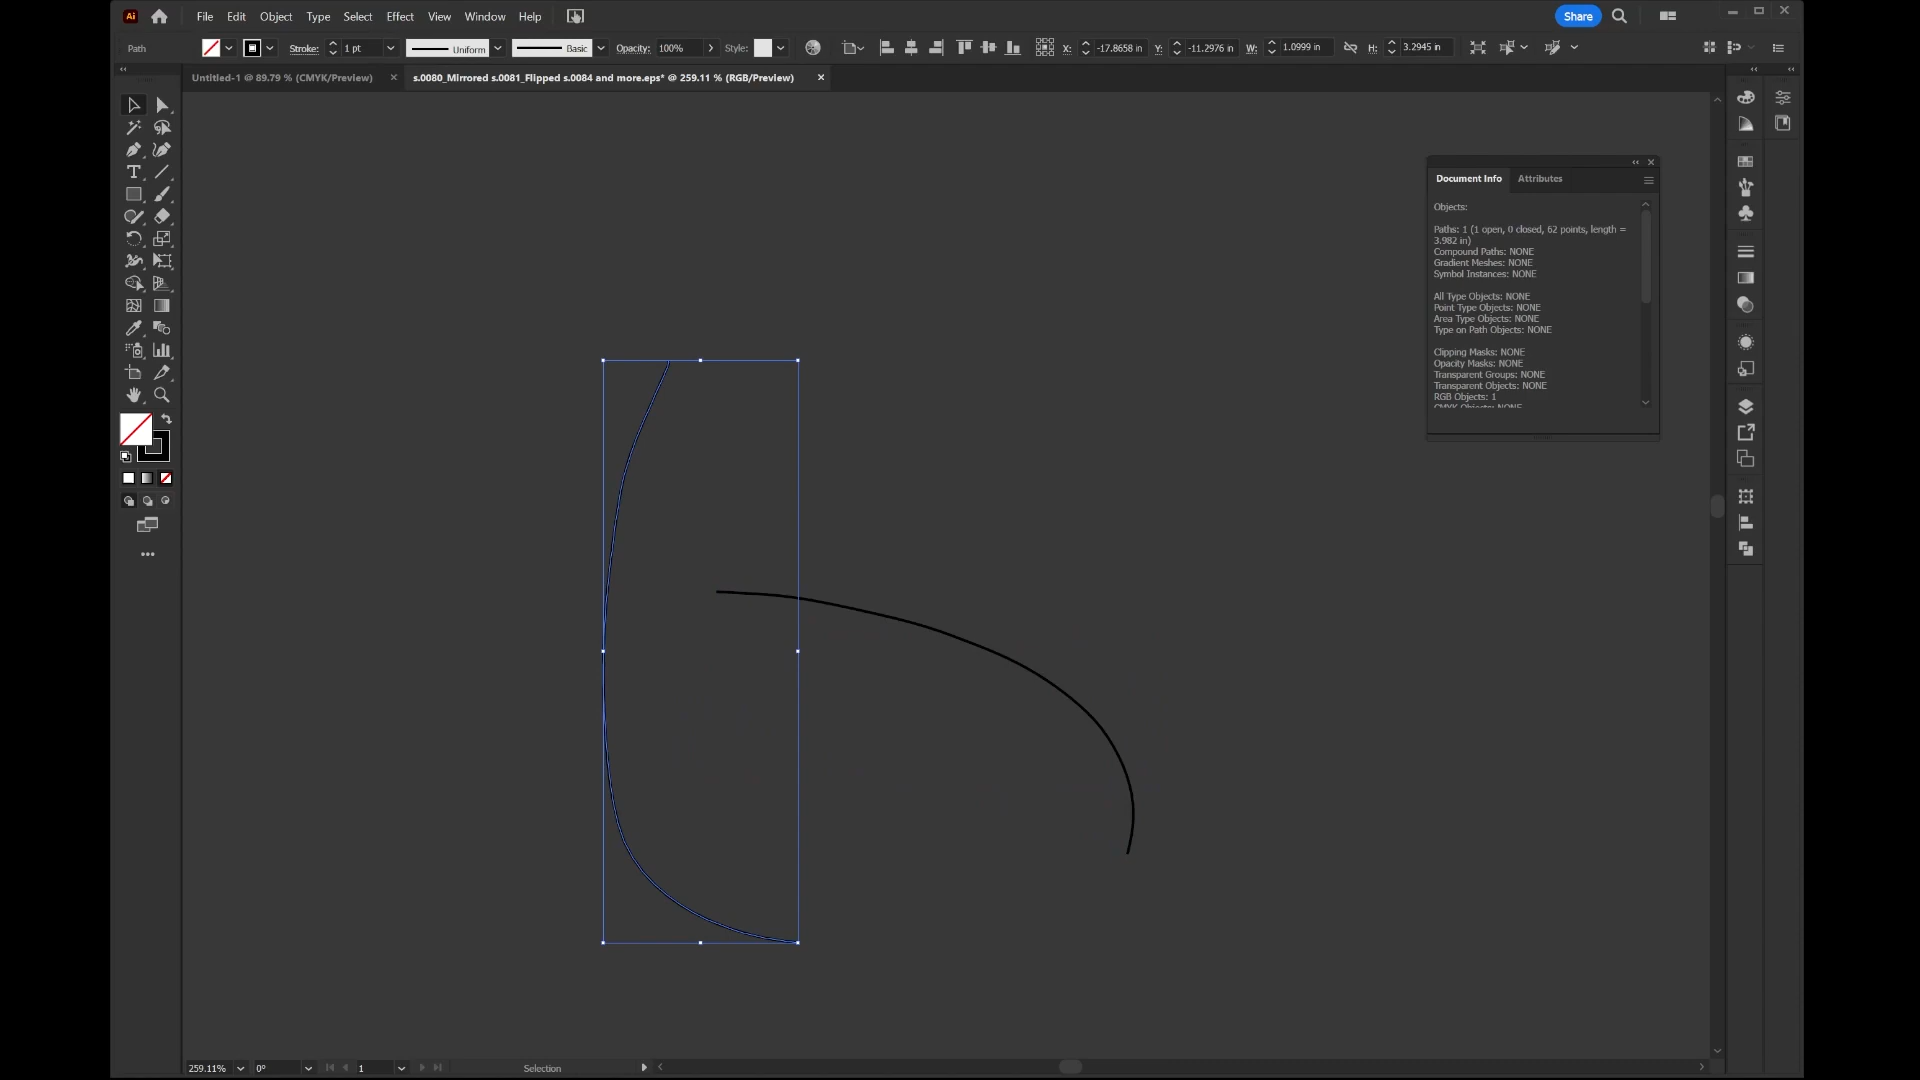 Ai File Edit Object Type Select Effect View Window Help Share
Path Stroke: 1 pt Uniform Basic Opacity: 100% Style: X: -17.8658 in Y: -11.2976 in W: 1.0999 in H: 3.2945 in
Untitled-1 @ 89.79 % (CMYK/Preview) s.0080_Mirrored s.0081_Flipped s.0084 and more.eps* @ 259.11 % (RGB/Preview)
Document Info Attributes
Objects:
Paths: 1 (1 open, 0 closed, 62 points, length =
3.982 in)
Compound Paths: NONE
Gradient Meshes: NONE
Symbol Instances: NONE
All Type Objects: NONE
Point Type Objects: NONE
Area Type Objects: NONE
Type on Path Objects: NONE
Clipping Masks: NONE
Opacity Masks: NONE
Transparent Groups: NONE
Transparent Objects: NONE
RGB Objects: 1
CMYK Objects: NONE
259.11% 0° 1 Selection